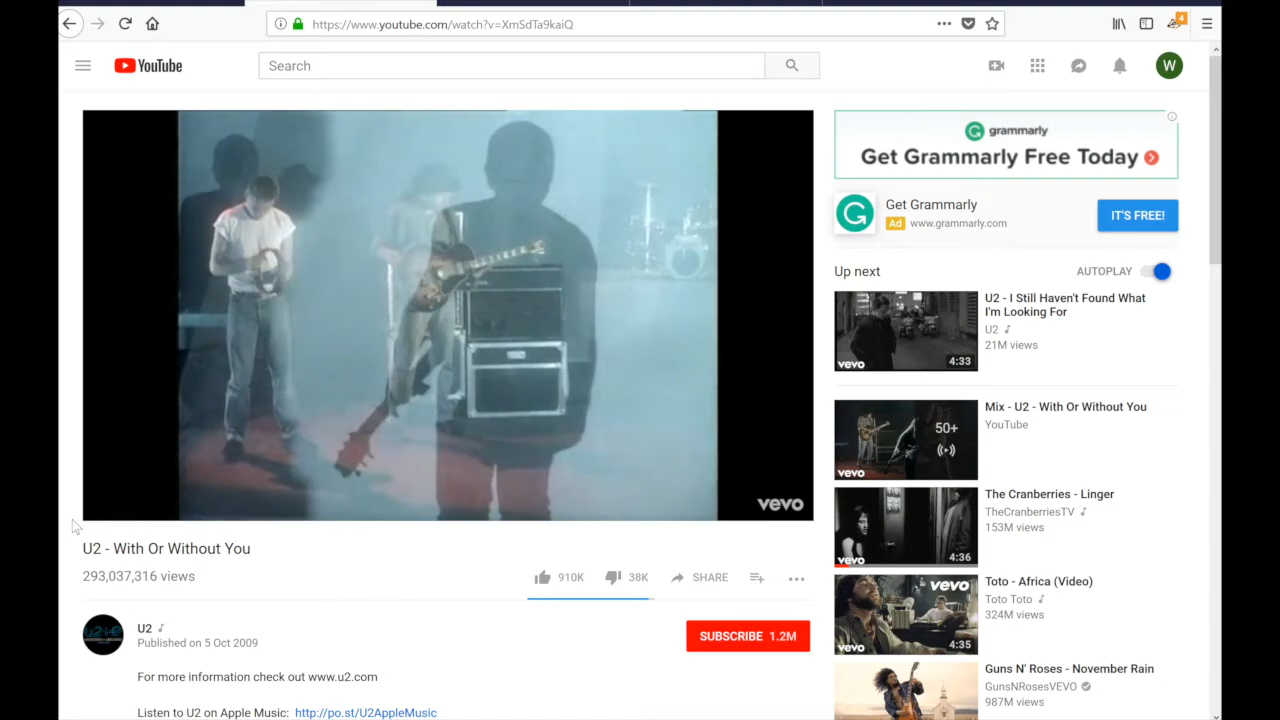 https://www.youtube.com/watch?v=XmSdTa9kaiQ
4
YouTube
Search
W
vevo
grammarly
Get Grammarly Free Today
Get Grammarly
Ad www.grammarly.com
IT'S FREE!
Up next
AUTOPLAY
U2 - I Still Haven't Found What
I'm Looking For
U2
21M views
vevo
4:33
Mix - U2 - With Or Without You
YouTube
50+
vevo
The Cranberries - Linger
TheCranberriesTV
153M views
vevo
4:36
Toto - Africa (Video)
Toto Toto
324M views
vevo
4:35
Guns N' Roses - November Rain
GunsNRosesVEVO
987M views
U2 - With Or Without You
293,037,316 views
910K
38K
SHARE
U2
Published on 5 Oct 2009
SUBSCRIBE 1.2M
For more information check out www.u2.com
Listen to U2 on Apple Music: http://po.st/U2AppleMusic